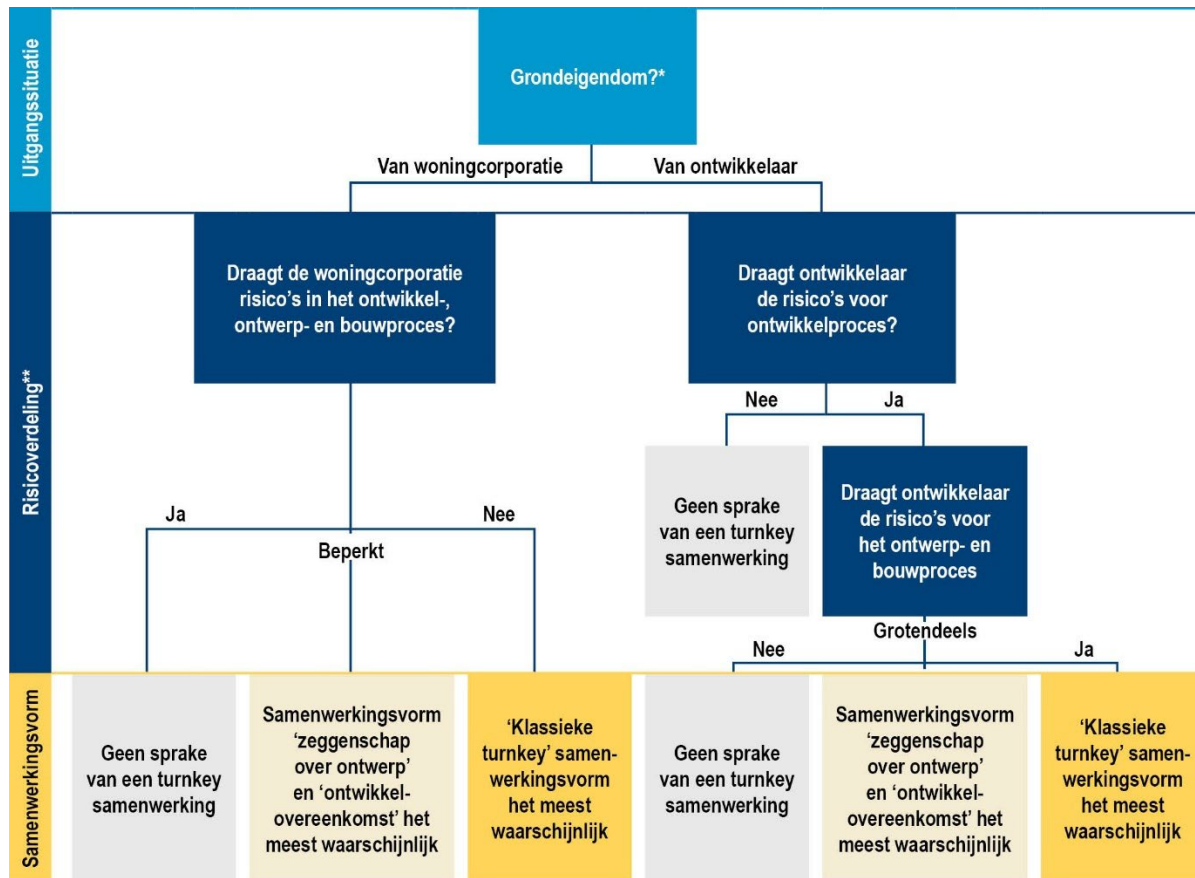 Uitgangssituatie
Grondeigendom?*
Van woningcorporatie
Van ontwikkelaar
Risicoverdeling**
Draagt de woningcorporatie
risico's in het ontwikkel-,
ontwerp- en bouwproces?
Draagt ontwikkelaar
de risico's voor
ontwikkelproces?
Nee
Ja
Geen sprake
van een turnkey
samenwerking
Draagt ontwikkelaar
de risico's voor
het ontwerp- en
bouwproces
Ja
Beperkt
Nee
Nee
Grotendeels
Ja
Samenwerkingsvorm
Geen sprake
van een turnkey
samenwerking
Samenwerkingsvorm
‘zeggenschap
over ontwerp’
en ‘ontwikkel-
overeenkomst’ het
meest waarschijnlijk
‘Klassieke
turnkey’ samen-
werkingsvorm
het meest
waarschijnlijk
Geen sprake
van een turnkey
samenwerking
Samenwerkingsvorm
‘zeggenschap
over ontwerp’
en ‘ontwikkel-
overeenkomst’ het
meest waarschijnlijk
‘Klassieke
turnkey’ samen-
werkingsvorm
het meest
waarschijnlijk